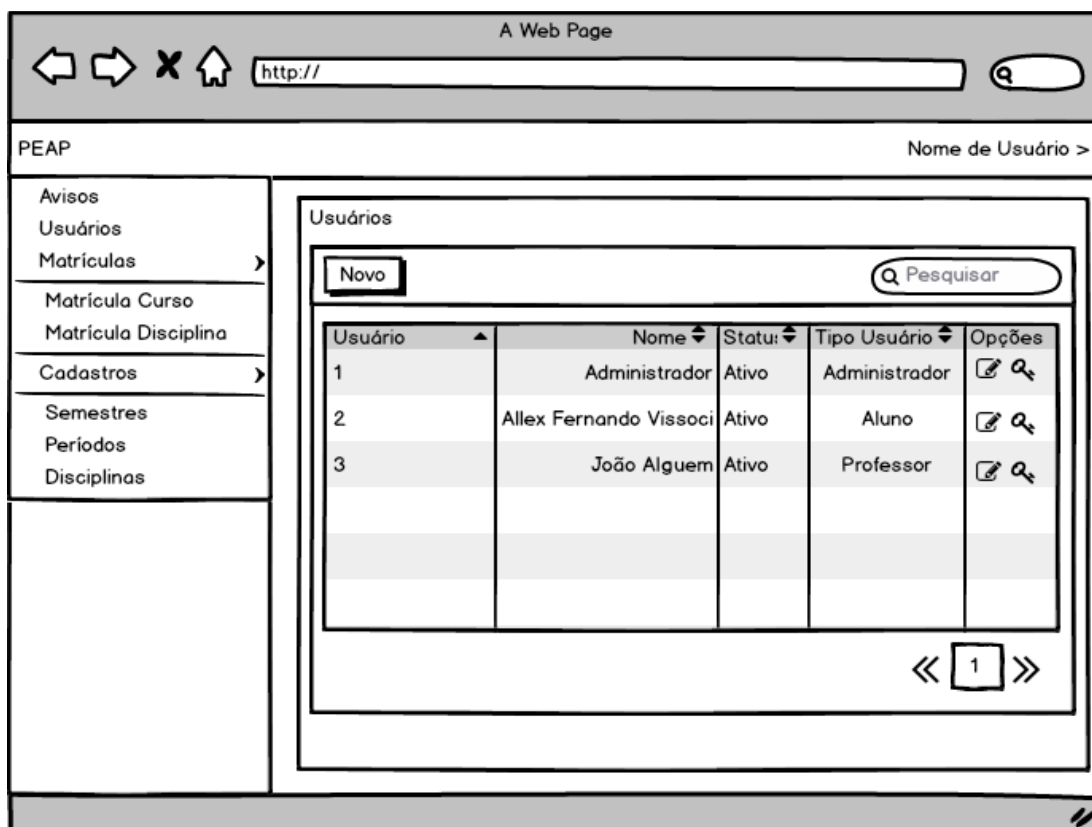 A Web Page
http://
PEAP
Nome de Usuário >
Avisos
Usuários
Matrículas
Matrícula Curso
Matrícula Disciplina
Cadastros
Semestres
Períodos
Disciplinas
Usuários
Novo
Pesquisar
Usuário Nome Statu: Tipo Usuário Opções
1 Administrador Ativo Administrador
2 Allex Fernando Vissoci Ativo Aluno
3 João Alguem Ativo Professor
1